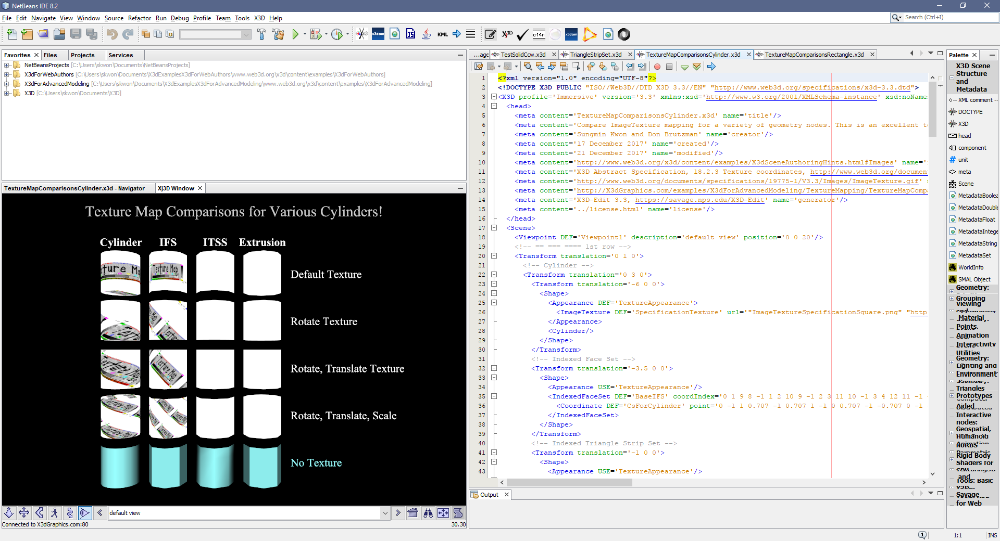 NetBeans IDE 8.2
File Edit Navigate View Window Source Refactor Run Debug Profile Team Tools X3D Help
Search (Ctrl+I)
x3dom KML c14n x3dom
Favorites Files Projects Services
NetBeansProjects [C:\Users\skwon\Documents\NetBeansProjects]
X3dForWebAuthors [C:\Users\skwon\Documents\X3dExamplesX3dForWebAuthors\www.web3d.org\x3d\content\examples\X3dForWebAuthors]
X3dForAdvancedModeling [C:\Users\skwon\Documents\X3dExamplesX3dForAdvancedModeling\www.web3d.org\x3d\content\examples\X3dForAdvancedModeling]
X3D [C:\Users\skwon\Documents\X3D]
TextureMapComparisonsCylinder.x3d - Navigator
Xj3D Window
Texture Map Comparisons for Various Cylinders!
Cylinder IFS ITSS Extrusion
Default Texture
Rotate Texture
Rotate, Translate Texture
Rotate, Translate, Scale
No Texture
default view
Connected to X3dGraphics.com:80
30.30
...age TestSolidCcw.x3d TriangleStripSet.x3d TextureMapComparisonsCylinder.x3d TextureMapComparisonsRectangle.x3d
1 <?xml version="1.0" encoding="UTF-8"?>
2 <!DOCTYPE X3D PUBLIC "ISO//Web3D//DTD X3D 3.3//EN" "http://www.web3d.org/specifications/x3d-3.3.dtd">
3 <X3D profile='Immersive' version='3.3' xmlns:xsd='http://www.w3.org/2001/XMLSchema-instance' xsd:noName
4 <head>
5 <meta content='TextureMapComparisonsCylinder.x3d' name='title'/>
6 <meta content='Compare ImageTexture mapping for a variety of geometry nodes. This is an excellent t
7 <meta content='Sungmin Kwon and Don Brutzman' name='creator'/>
8 <meta content='17 December 2017' name='created'/>
9 <meta content='21 December 2017' name='modified'/>
10 <meta content='http://www.web3d.org/x3d/content/examples/X3dSceneAuthoringHints.html#Images' name='
11 <meta content='X3D Abstract Specification, 18.2.3 Texture coordinates, http://www.web3d.org/documen
12 <meta content='http://www.web3d.org/documents/specifications/19775-1/V3.3/Images/ImageTexture.gif'
13 <meta content='http://X3dGraphics.com/examples/X3dForAdvancedModeling/TextureMapping/TextureMapCompa
14 <meta content='X3D-Edit 3.3, https://savage.nps.edu/X3D-Edit' name='generator'/>
15 <meta content='../license.html' name='license'/>
16 </head>
17 <Scene>
18 <Viewpoint DEF='Viewpoint1' description='default view' position='0 0 20'/>
19 <!-- == === ==== 1st row -->
20 <Transform translation='0 1 0'>
21 <!-- Cylinder -->
22 <Transform translation='0 3 0'>
23 <Transform translation='-6 0 0'>
24 <Shape>
25 <Appearance DEF='TextureAppearance'>
26 <ImageTexture DEF='SpecificationTexture' url='"ImageTextureSpecificationSquare.png" "http
27 </Appearance>
28 <Cylinder/>
29 </Shape>
30 </Transform>
31 <!-- Indexed Face Set -->
32 <Transform translation='-3.5 0 0'>
33 <Shape>
34 <Appearance USE='TextureAppearance'/>
35 <IndexedFaceSet DEF='BaseIFS' coordIndex='0 1 9 8 -1 1 2 10 9 -1 2 3 11 10 -1 3 4 12 11 -1
36 <Coordinate DEF='CsForCylinder' point='0 -1 1 0.707 -1 0.707 1 -1 0 0.707 -1 -0.707 0 -1
37 </IndexedFaceSet>
38 </Shape>
39 </Transform>
40 <!-- Indexed Triangle Strip Set -->
41 <Transform translation='-1 0 0'>
42 <Shape>
43 <Appearance USE='TextureAppearance'/>
Output
Palette
X3D Scene
Structure
and
Metadata
<!-- XML comment --
DOCTYPE
X3D
head
component
unit
meta
Scene
MetadataBoolea
MetadataDouble
MetadataFloat
MetadataIntege
MetadataString
MetadataSet
WorldInfo
SMAL Object
Geometry:
Grouping
Viewing
Material,
Points,
Animation
Interactivity
Utilities
Geometry:
Lighting and
Environment
Triangles
Prototypes
Aided
Interactive
nodes:
Geospatial,
Humanoid
NURBS
Rigid Body
Shaders for
and
Tools: Basic
Savage
for Web
1:1 INS